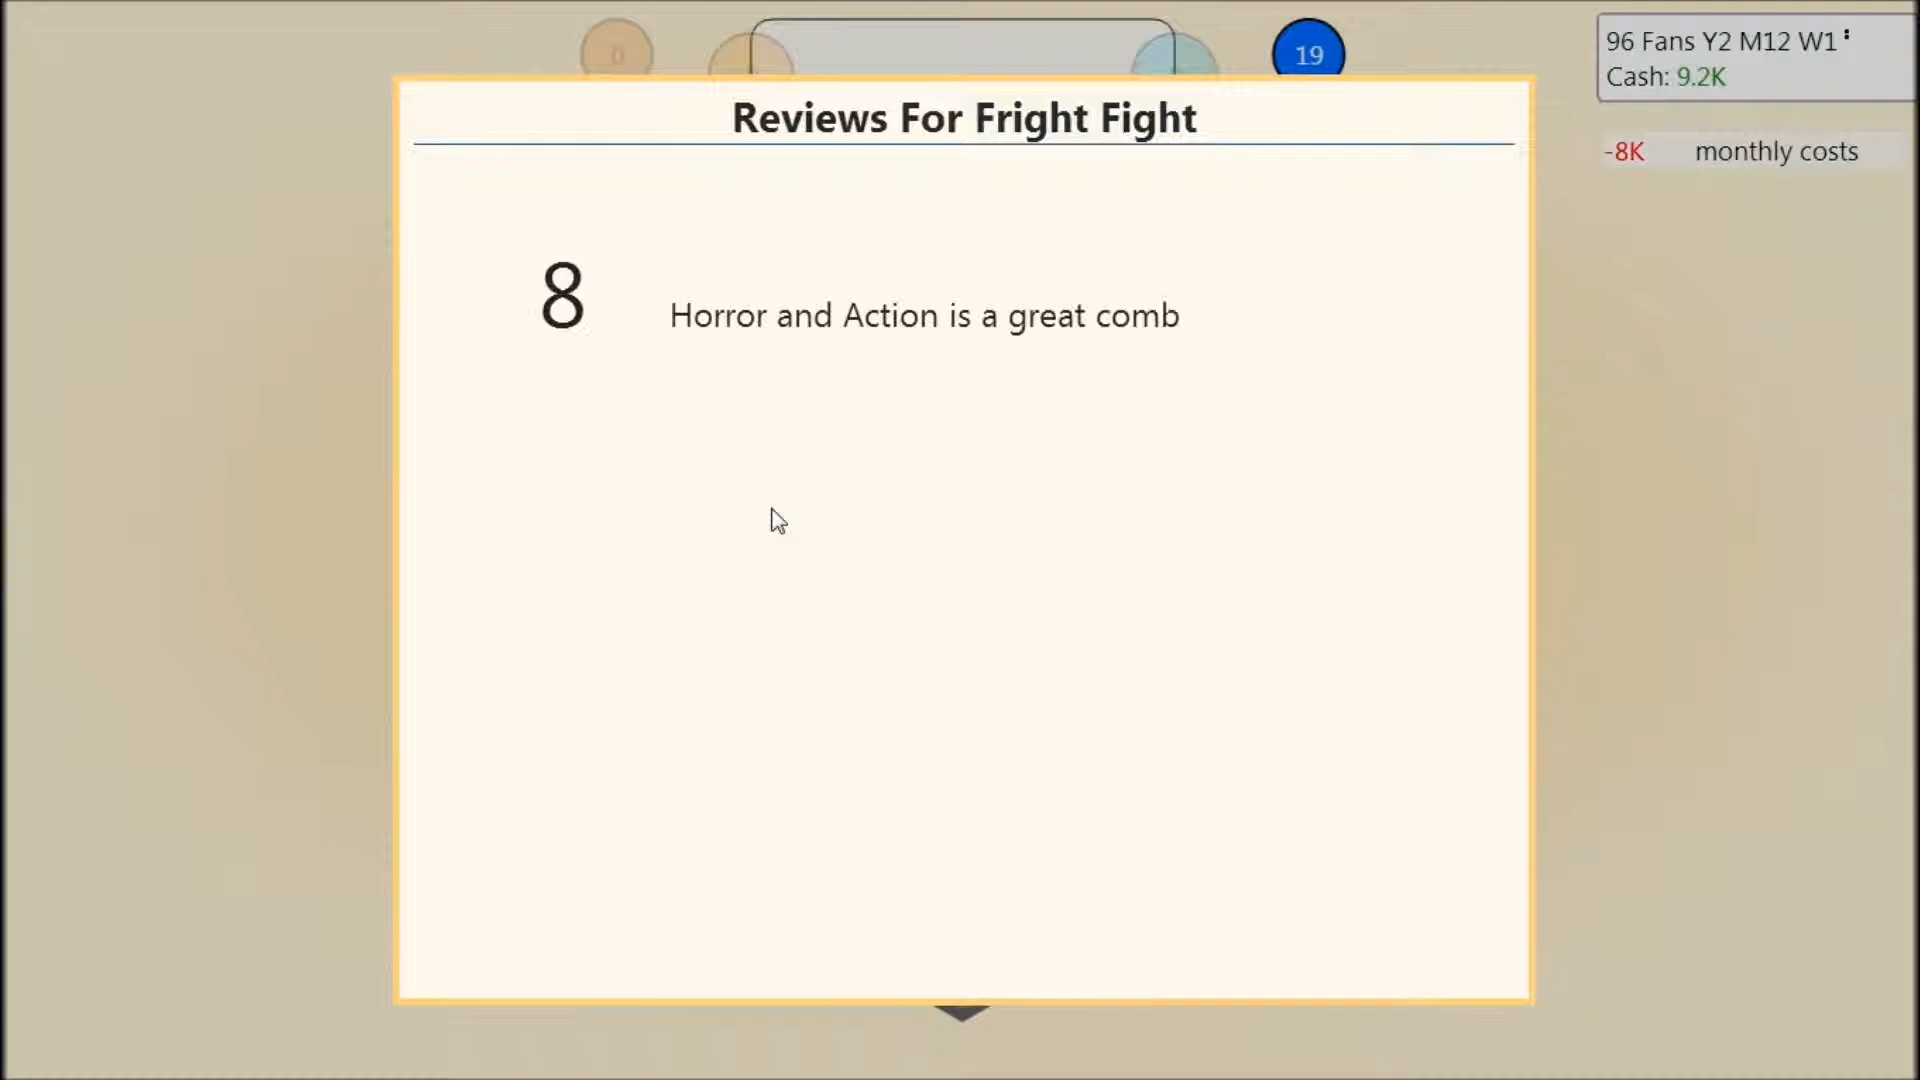 0
19
96 Fans Y2 M12 W1
Cash: 9.2K
-8K monthly costs
Reviews For Fright Fight
8 Horror and Action is a great comb